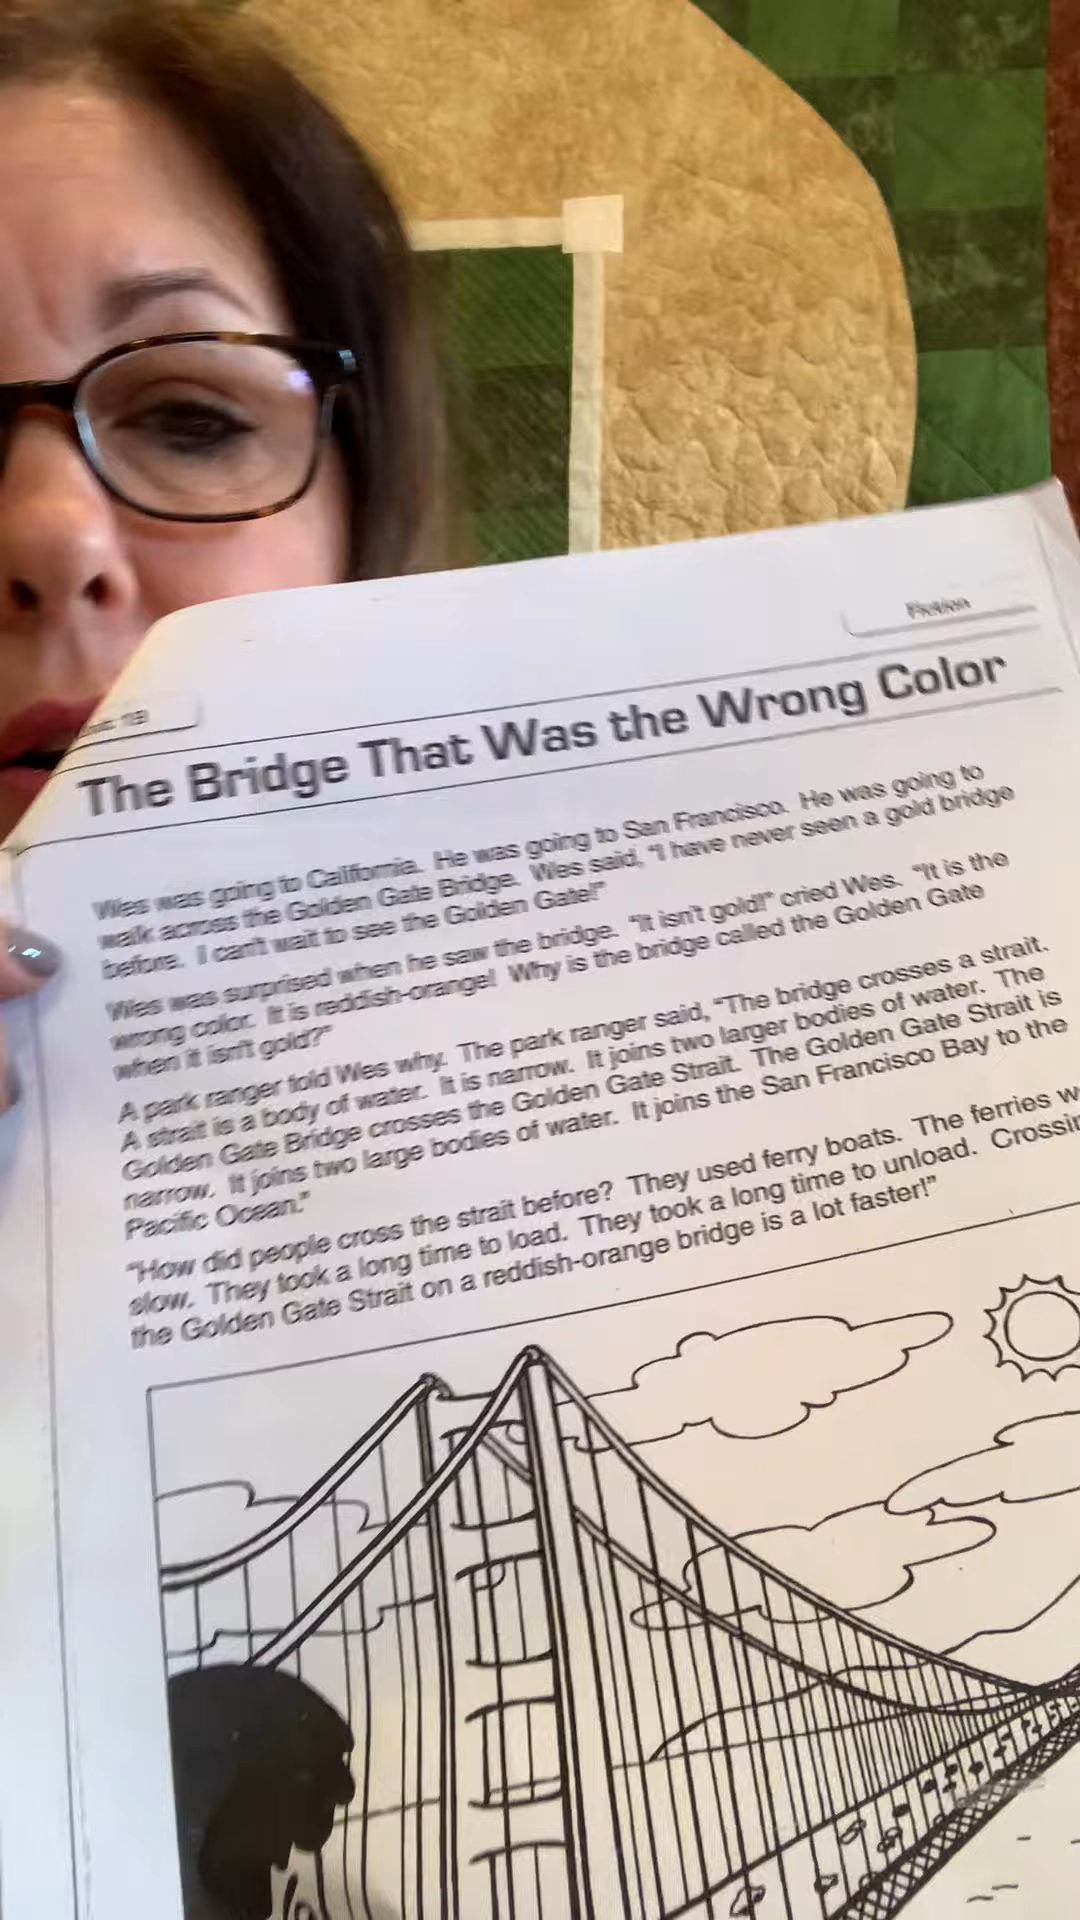 Fiction
The Bridge That Was the Wrong Color
Wes was going to California. He was going to San Francisco. He was going to
walk across the Golden Gate Bridge. Wes said, "I have never seen a gold bridge
before. I can't wait to see the Golden Gate!"
Wes was surprised when he saw the bridge. "It isn't gold!" cried Wes. "It is the
wrong color. It is reddish-orange! Why is the bridge called the Golden Gate
when it isn't gold?"
A park ranger told Wes why. The park ranger said, "The bridge crosses a strait.
A strait is a body of water. It is narrow. It joins two larger bodies of water. The
Golden Gate Bridge crosses the Golden Gate Strait. The Golden Gate Strait is
narrow. It joins two large bodies of water. It joins the San Francisco Bay to the
Pacific Ocean."
"How did people cross the strait before? They used ferry boats. The ferries
slow. They took a long time to load. They took a long time to unload.
the Golden Gate Strait on a reddish-orange bridge is a lot faster!"